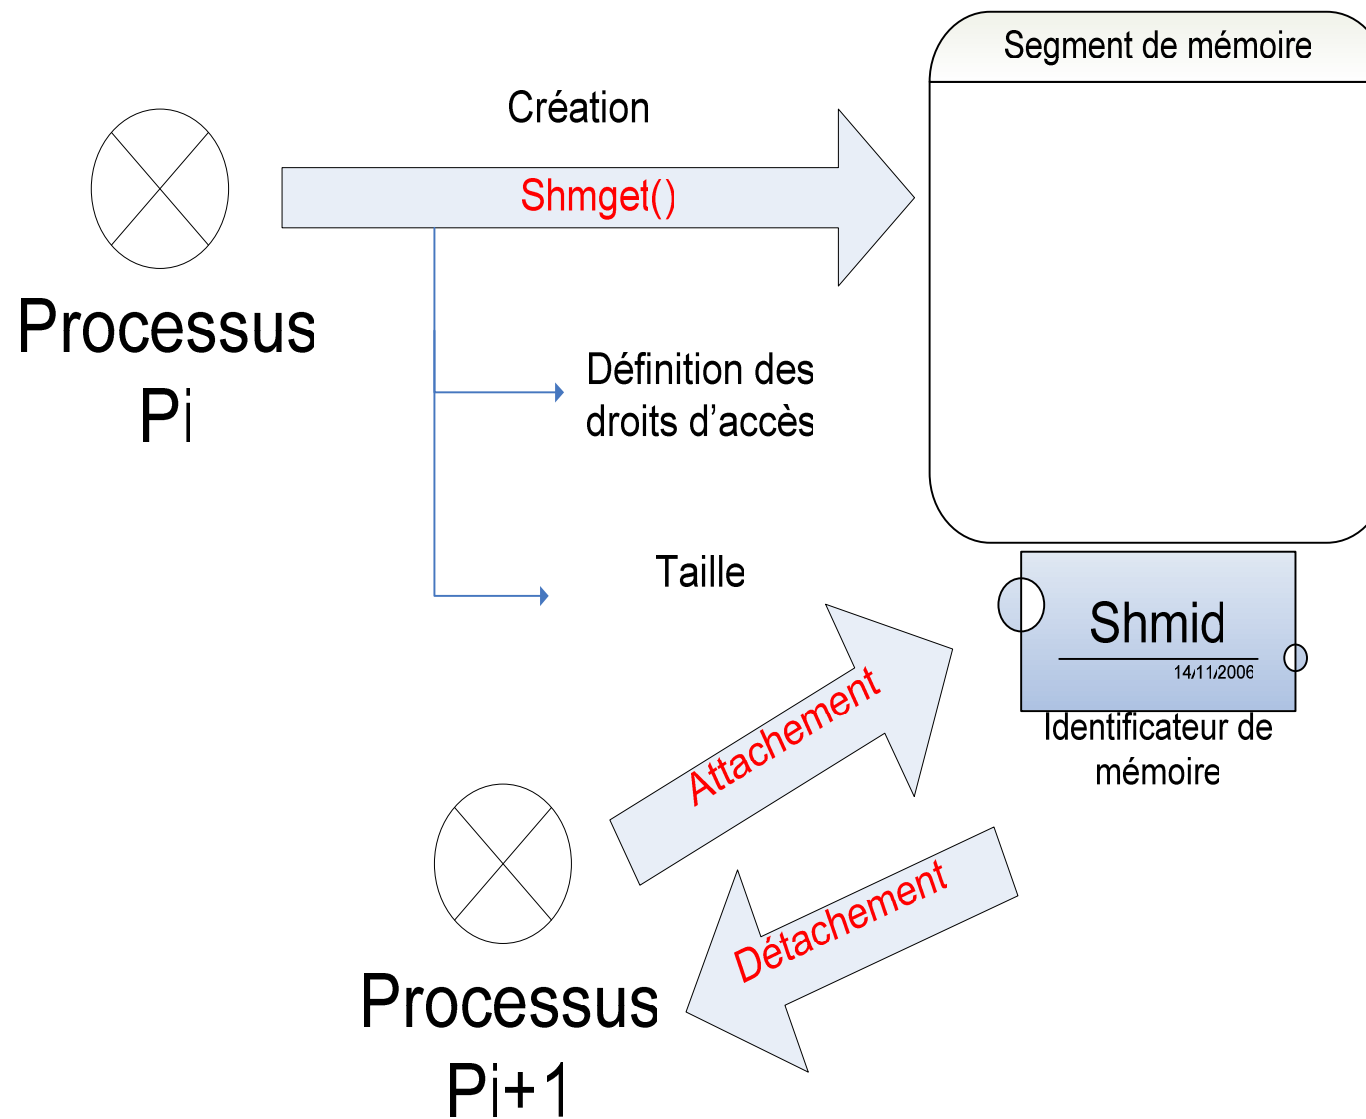 Segment de mémoire
Création
Shmget()
Processus
Pi
Définition des
droits d'accès
Taille
Shmid
14/11/2006
Identificateur de
mémoire
Attachement
Détachement
Processus
Pi+1